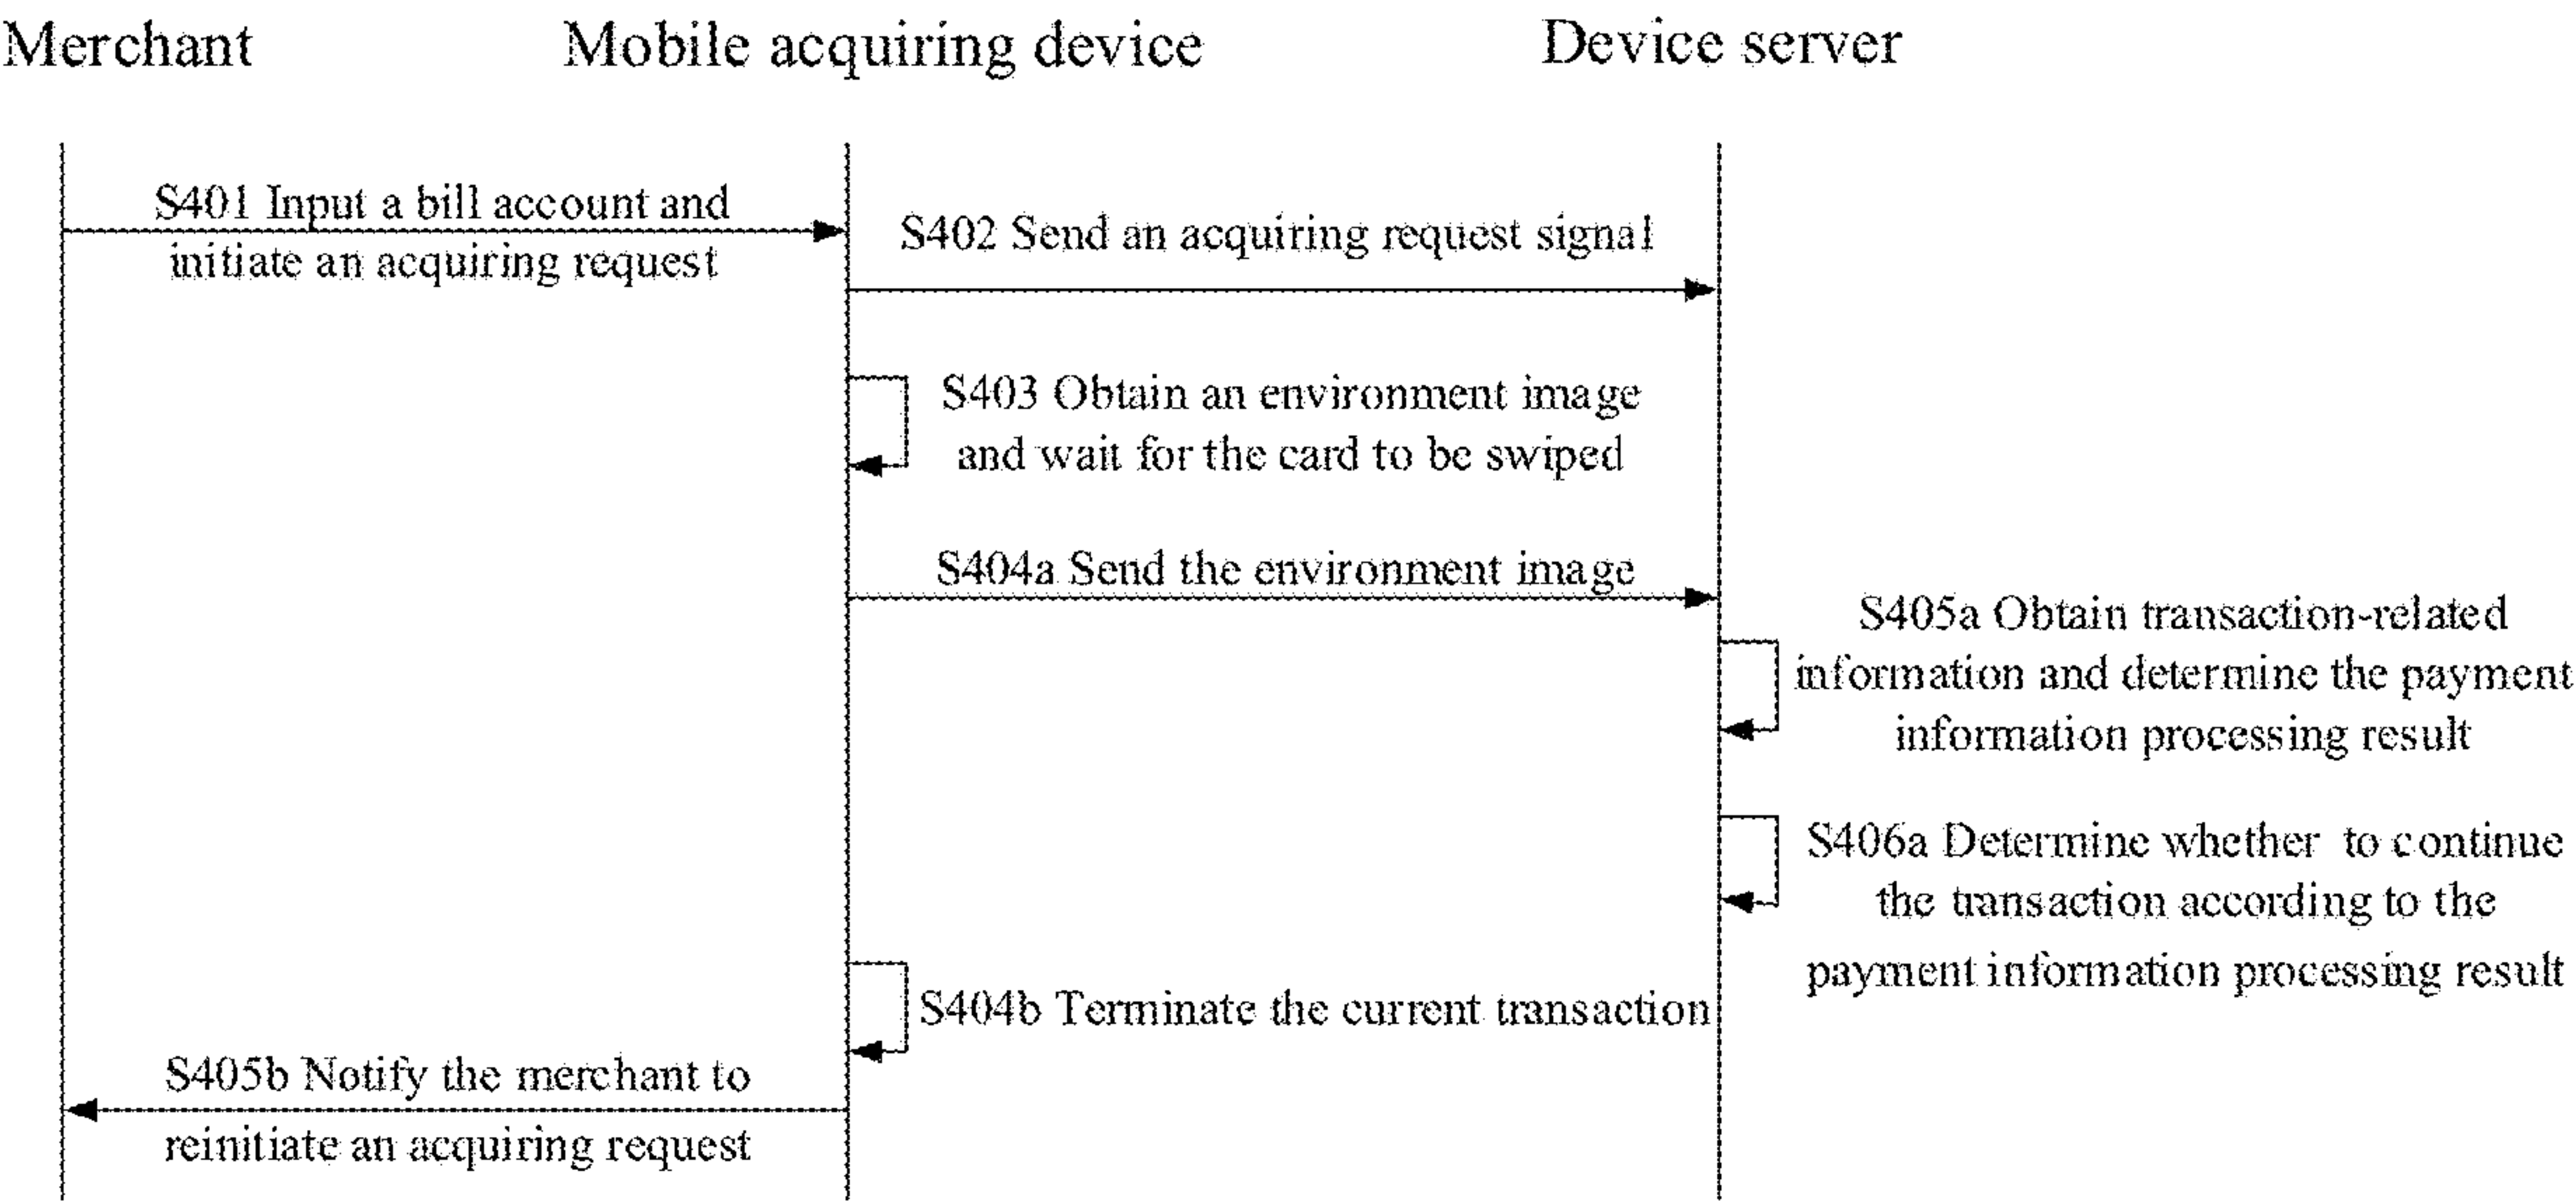 Merchant
Mobile acquiring device
Device server
S401 Input a bill account and
initiate an acquiring request
S402 Send an acquiring request signal
S403 Obtain an environment image
and wait for the card to be swiped
S404a Send the environment image
S405a Obtain transaction-related
information and determine the payment
information processing result
S406a Determine whether to continue
the transaction according to the
payment information processing result
S404b Terminate the current transaction
S405b Notify the merchant to
reinitiate an acquiring request